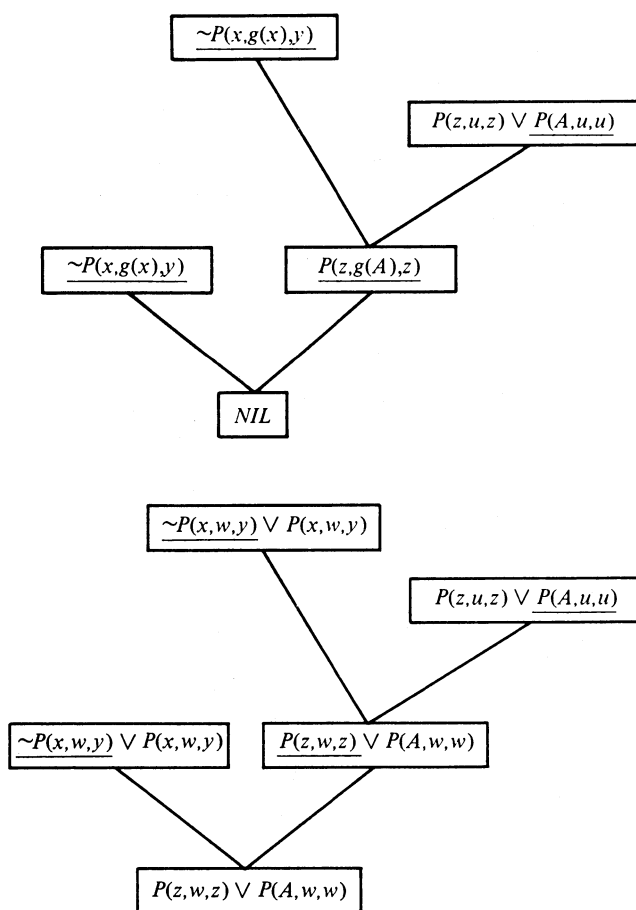 ~P(x,g(x),y)
P(z,u,z) ∨ P(A,u,u)
~P(x,g(x),y)
P(z,g(A),z)
NIL
~P(x,w,y) ∨ P(x,w,y)
P(z,u,z) ∨ P(A,u,u)
~P(x,w,y) ∨ P(x,w,y)
P(z,w,z) ∨ P(A,w,w)
P(z,w,z) ∨ P(A,w,w)